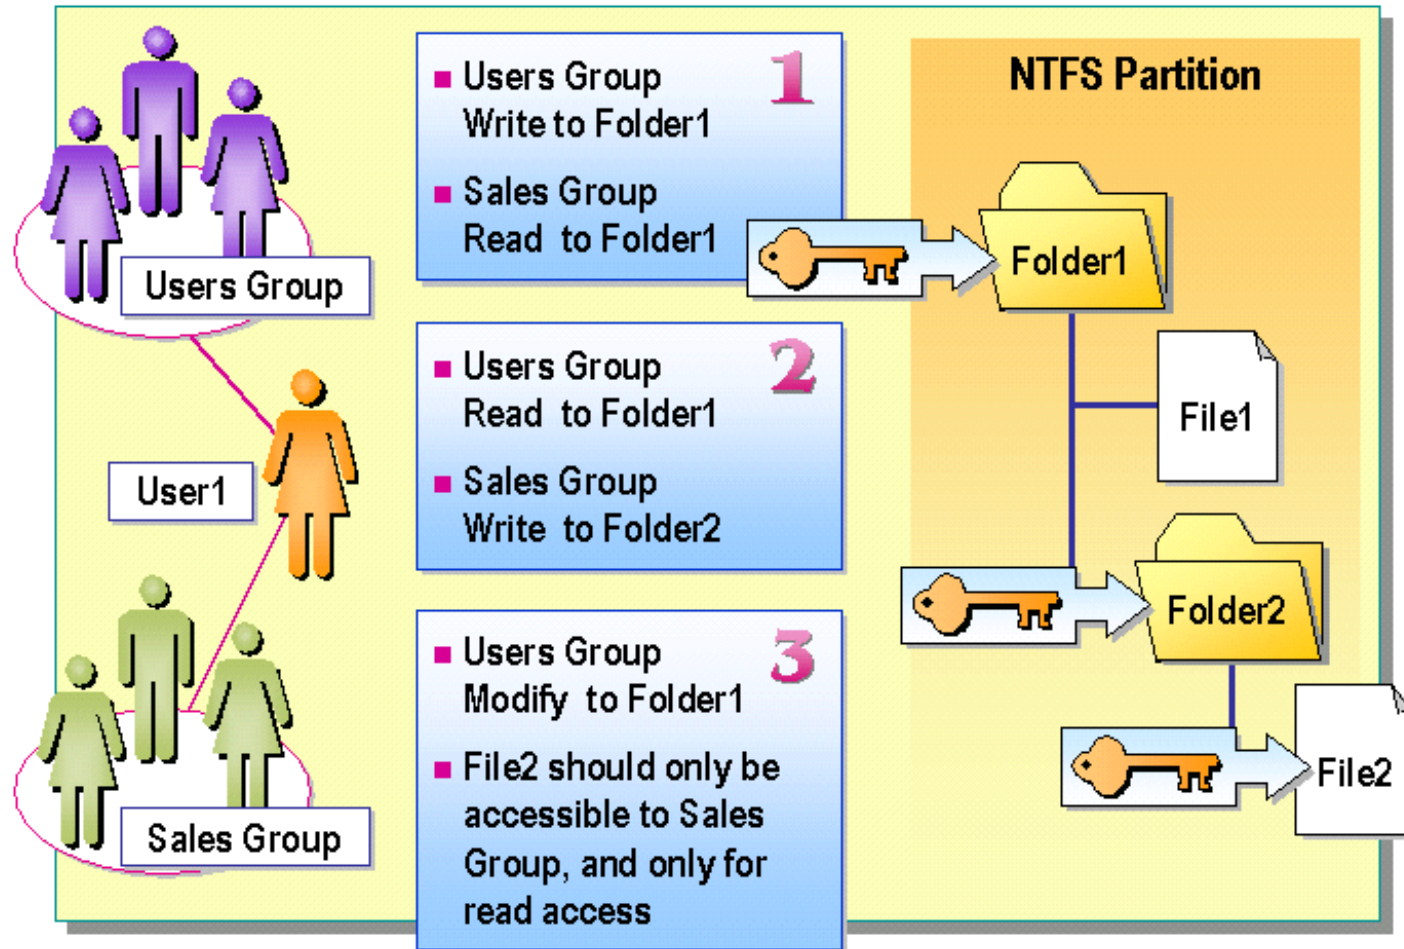 Users Group
Write to Folder1
Sales Group
Read to Folder1
1
Users Group
Read to Folder1
Sales Group
Write to Folder2
2
Users Group
Modify to Folder1
File2 should only be
accessible to Sales
Group, and only for
read access
3
Users Group
User1
Sales Group
NTFS Partition
Folder1
File1
Folder2
File2